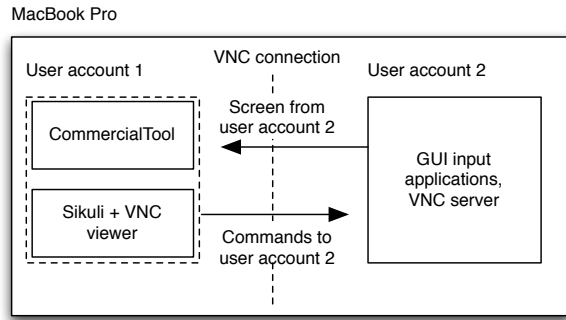 MacBook Pro
User account 1
VNC connection
User account 2
CommercialTool
Screen from
user account 2
GUI input
applications,
VNC server
Sikuli + VNC
viewer
Commands to
user account 2